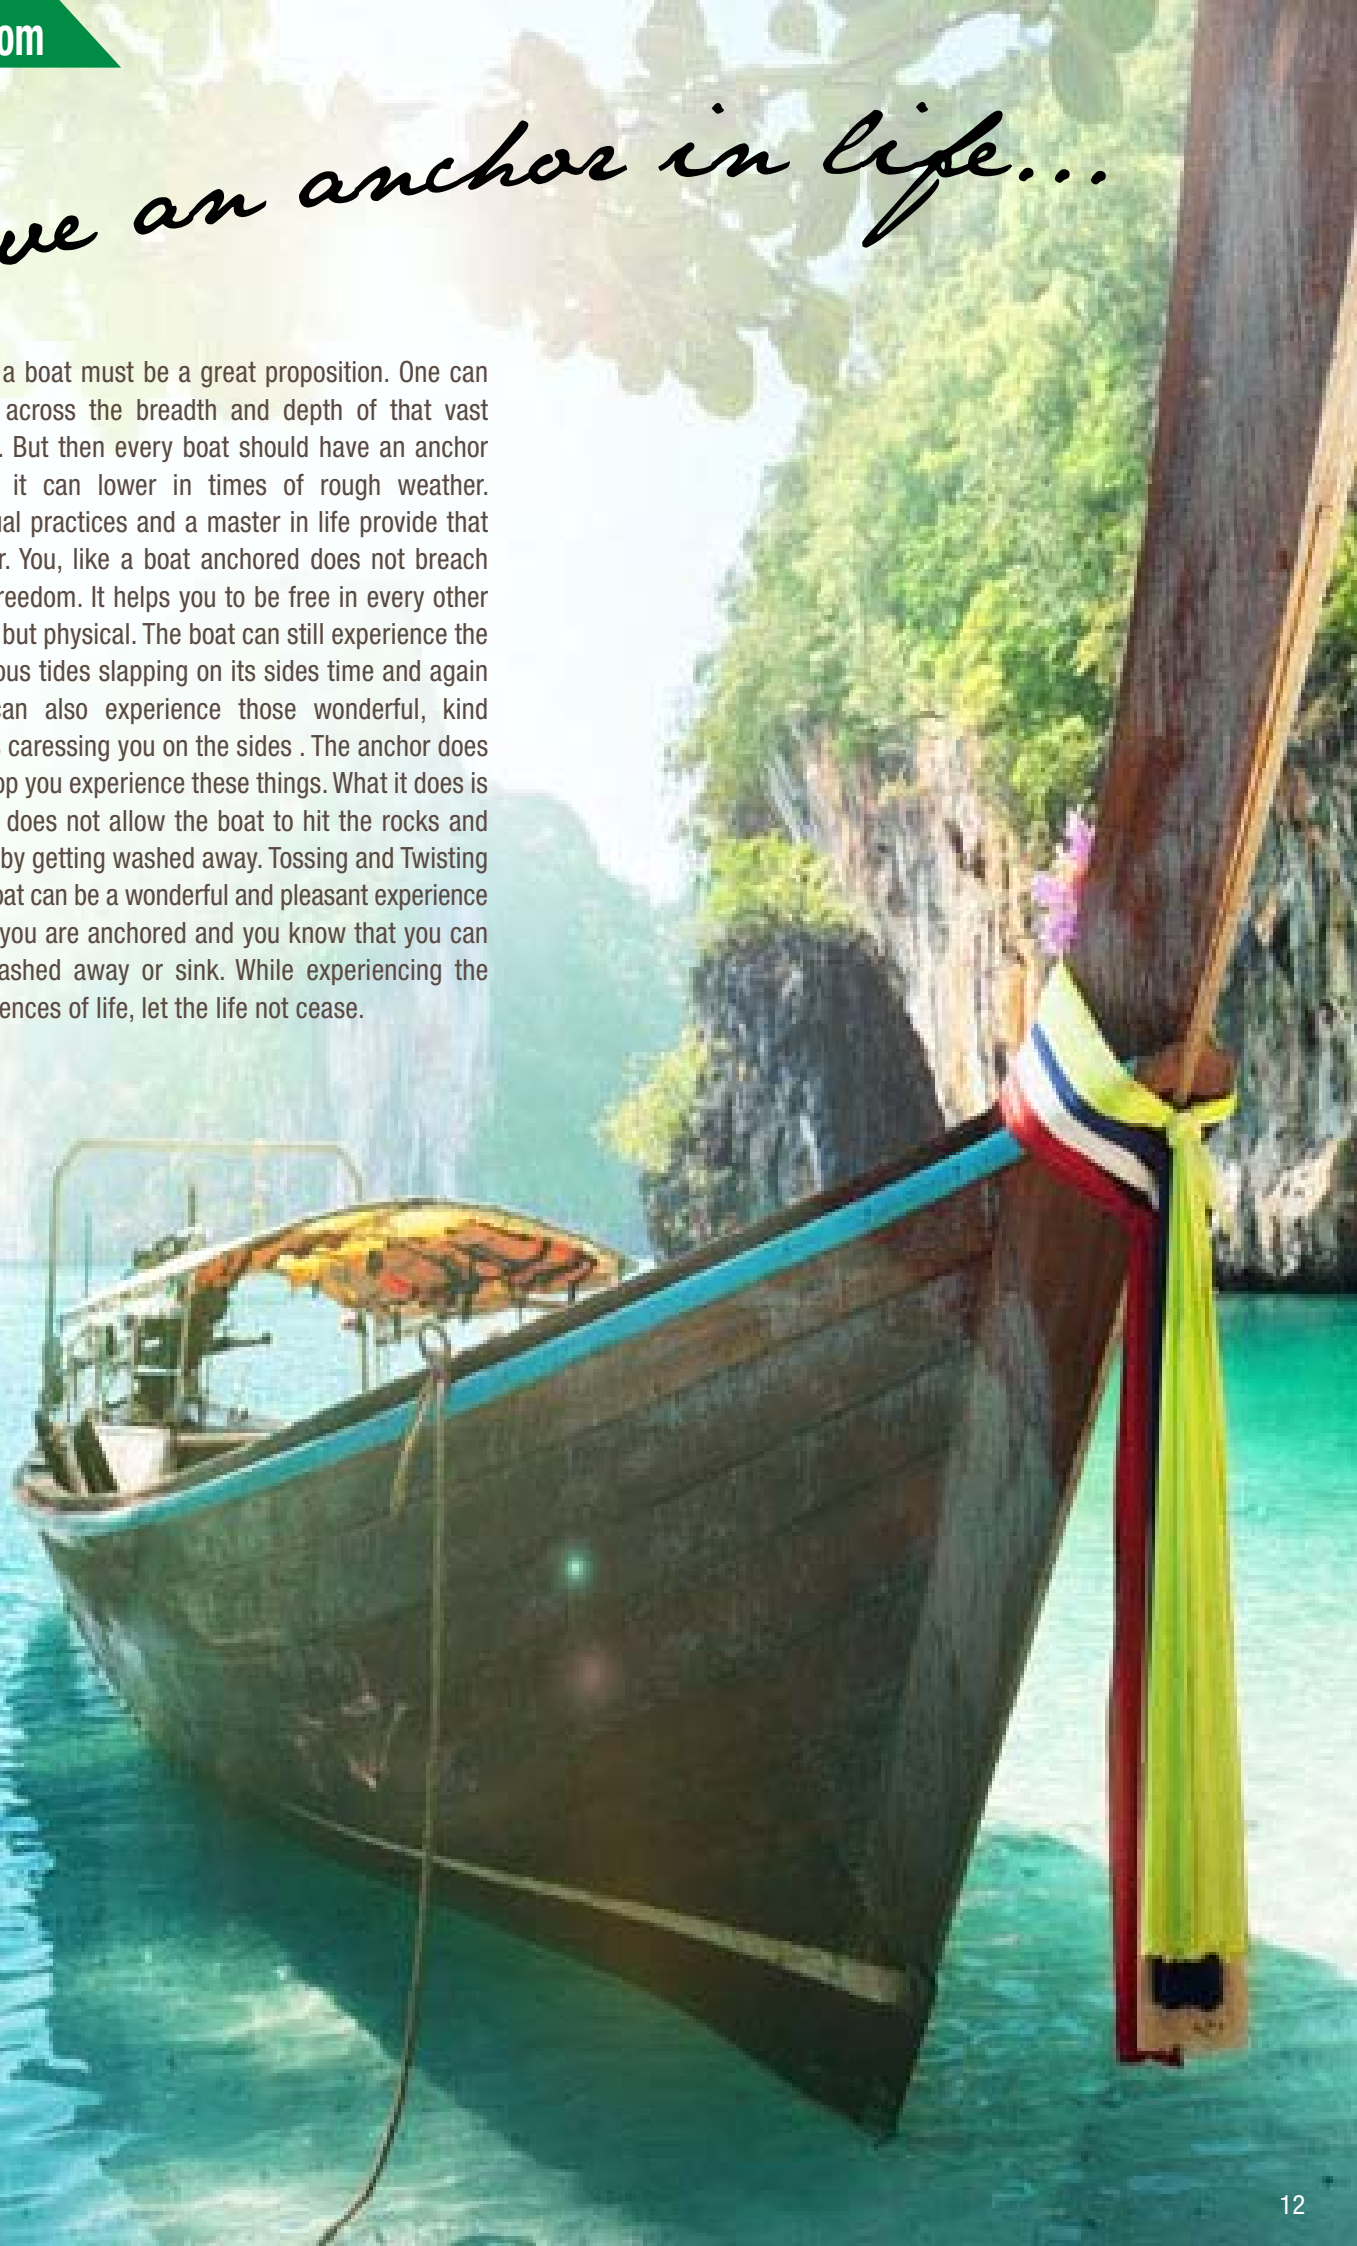 om
ve an anchor in life...
a boat must be a great proposition. One can
across the breadth and depth of that vast
. But then every boat should have an anchor
it can lower in times of rough weather.
ual practices and a master in life provide that
r. You, like a boat anchored does not breach
reedom. It helps you to be free in every other
but physical. The boat can still experience the
ous tides slapping on its sides time and again
an also experience those wonderful, kind
caressing you on the sides . The anchor does
op you experience these things. What it does is
does not allow the boat to hit the rocks and
by getting washed away. Tossing and Twisting
oat can be a wonderful and pleasant experience
you are anchored and you know that you can
ashed away or sink. While experiencing the
ences of life, let the life not cease.
12